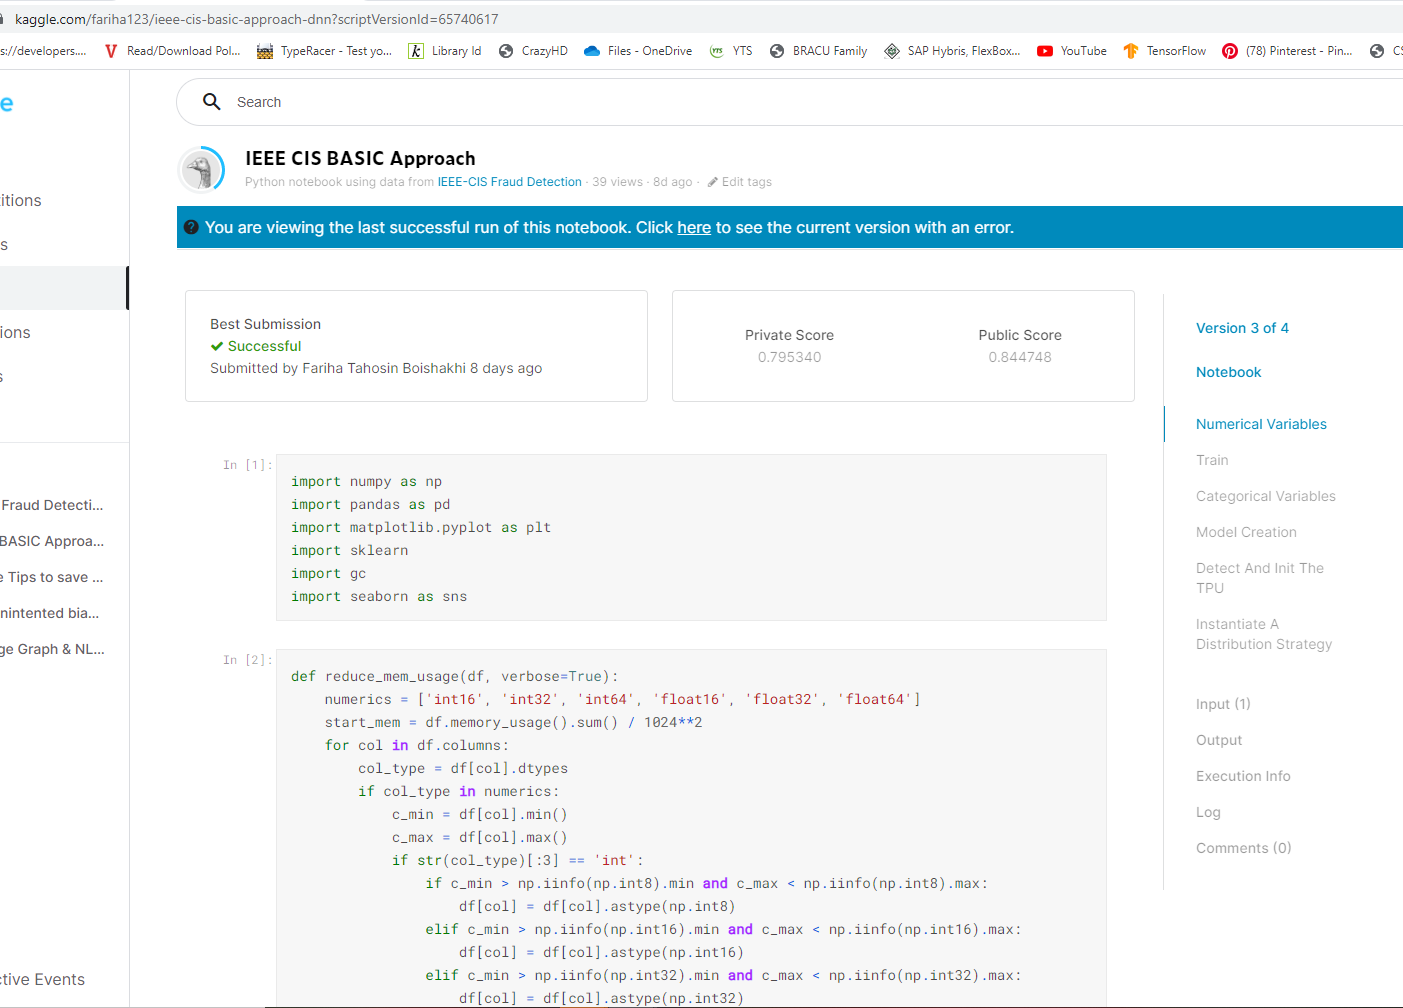 kaggle.com/fariha123/ieee-cis-basic-approach-dnn?scriptVersionId=65740617
s://developers.... Read/Download Pol... TypeRacer - Test yo... Library Id CrazyHD Files - OneDrive YTS BRACU Family SAP Hybris, FlexBox... YouTube TensorFlow (78) Pinterest - Pin... CS
e
Search
IEEE CIS BASIC Approach
Python notebook using data from IEEE-CIS Fraud Detection · 39 views · 8d ago · Edit tags
You are viewing the last successful run of this notebook. Click here to see the current version with an error.
itions
s
ions
s
Fraud Detecti...
BASIC Approa...
e Tips to save ...
nintented bia...
ge Graph & NL...
ctive Events
Best Submission
Successful
Submitted by Fariha Tahosin Boishakhi 8 days ago
Private Score
0.795340
Public Score
0.844748
In [1]:
import numpy as np
import pandas as pd
import matplotlib.pyplot as plt
import sklearn
import gc
import seaborn as sns
In [2]:
def reduce_mem_usage(df, verbose=True):
    numerics = ['int16', 'int32', 'int64', 'float16', 'float32', 'float64']
    start_mem = df.memory_usage().sum() / 1024**2
    for col in df.columns:
        col_type = df[col].dtypes
        if col_type in numerics:
            c_min = df[col].min()
            c_max = df[col].max()
            if str(col_type)[:3] == 'int':
                if c_min > np.iinfo(np.int8).min and c_max < np.iinfo(np.int8).max:
                    df[col] = df[col].astype(np.int8)
                elif c_min > np.iinfo(np.int16).min and c_max < np.iinfo(np.int16).max:
                    df[col] = df[col].astype(np.int16)
                elif c_min > np.iinfo(np.int32).min and c_max < np.iinfo(np.int32).max:
                    df[col] = df[col].astype(np.int32)
Version 3 of 4
Notebook
Numerical Variables
Train
Categorical Variables
Model Creation
Detect And Init The
TPU
Instantiate A
Distribution Strategy
Input (1)
Output
Execution Info
Log
Comments (0)